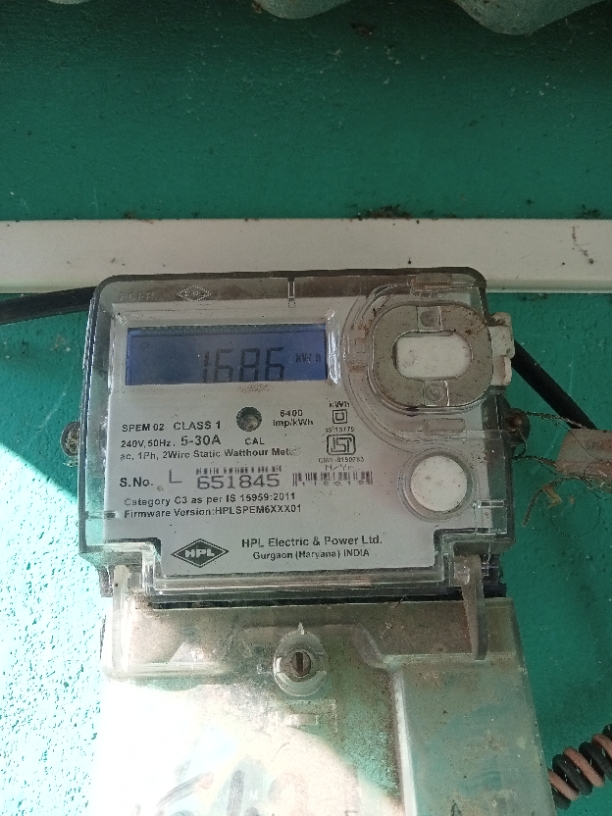 1686 kWh
SPEM 02 CLASS 1
6400
imp/kWh
kWh
240V, 50Hz. 5-30A CAL
IS 13779
ac, 1Ph, 2Wire Static Watthour Meter
S.No. L 651845
Category C3 as per IS 15959:2011
Firmware Version:HPLSPEM6XXX01
HPL
HPL Electric & Power Ltd.
Gurgaon (Haryana) INDIA